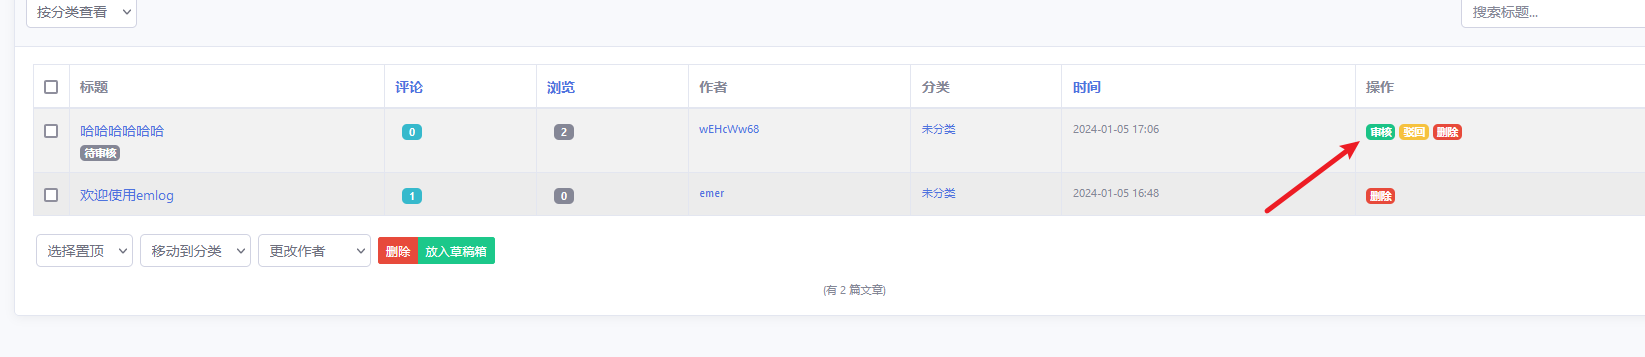 按分类查看 搜索标题...
标题 评论 浏览 作者 分类 时间 操作
哈哈哈哈哈哈 0 2 wEHcWw68 未分类 2024-01-05 17:06 审核 驳回 删除
待审核
欢迎使用emlog 1 0 emer 未分类 2024-01-05 16:48 删除
选择置顶 移动到分类 更改作者 删除 放入草稿箱
(有 2 篇文章)